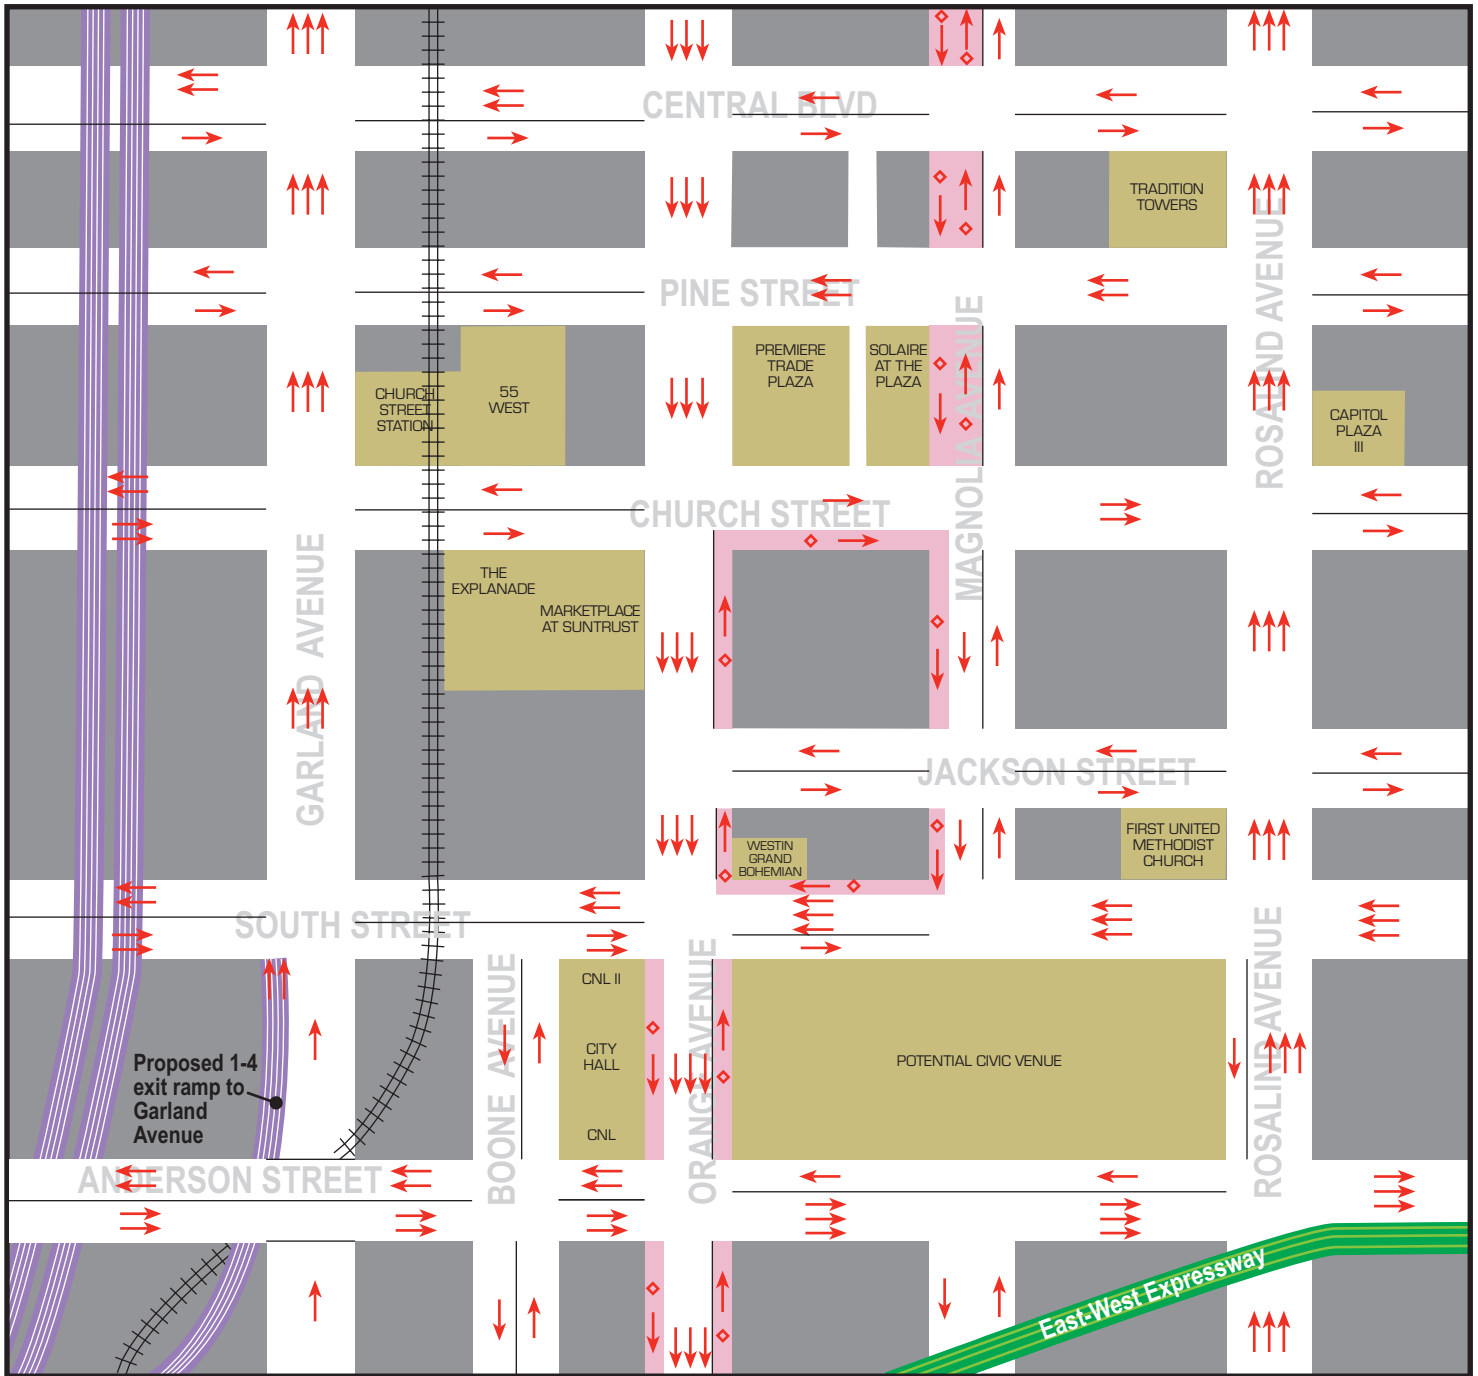 CENTRAL BLVD
TRADITION
TOWERS
PINE STREET
MAGNOLIA AVENUE
ROSALIND AVENUE
PREMIERE
TRADE
PLAZA
SOLAIRE
AT THE
PLAZA
CHURCH
STREET
STATION
55
WEST
CAPITOL
PLAZA
III
CHURCH STREET
GARLAND AVENUE
THE
EXPLANADE
MARKETPLACE
AT SUNTRUST
JACKSON STREET
WESTIN
GRAND
BOHEMIAN
FIRST UNITED
METHODIST
CHURCH
SOUTH STREET
BOONE AVENUE
ORANGE AVENUE
ROSALIND AVENUE
CNL II
CITY
HALL
CNL
POTENTIAL CIVIC VENUE
Proposed 1-4
exit ramp to
Garland
Avenue
ANDERSON STREET
East-West Expressway